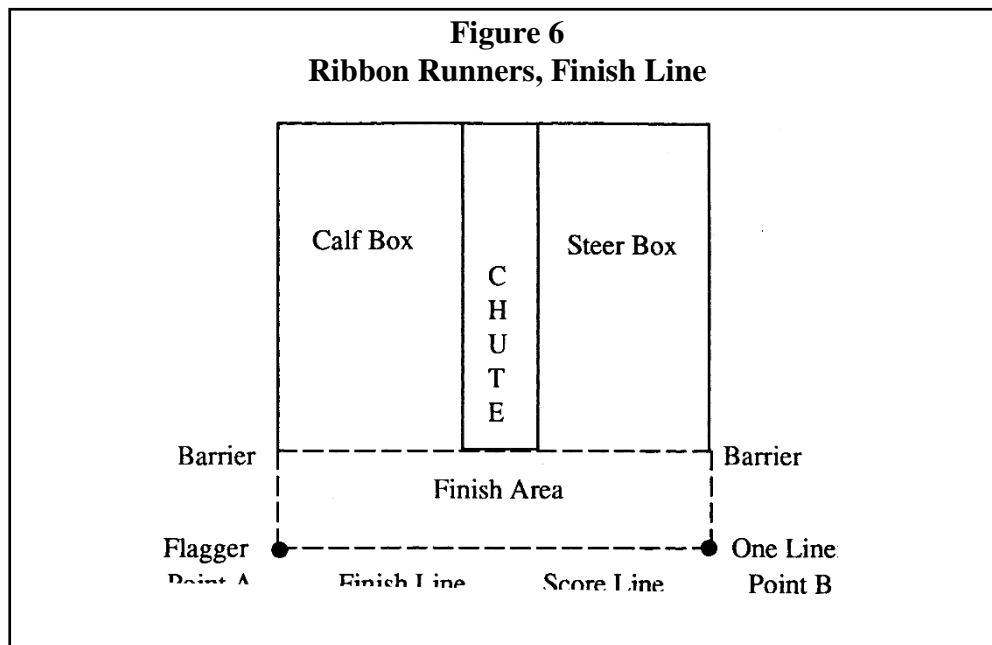 Figure 6
Ribbon Runners, Finish Line
Calf Box
Steer Box
C
H
U
T
E
Barrier
Barrier
Finish Area
Flagger
One Line
Point A
Finish Line
Score Line
Point B